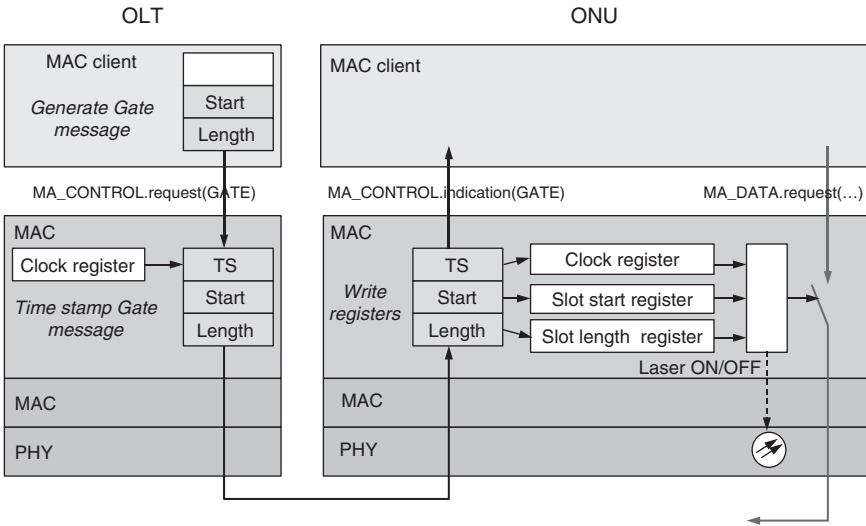 OLT
ONU
MAC client
Generate Gate
message
Start
Length
MAC client
MA_CONTROL.request(GATE)
MA_CONTROL.indication(GATE)
MA_DATA.request(…)
MAC
Clock register
TS
Time stamp Gate
message
Start
Length
MAC
Write
registers
TS
Start
Length
Clock register
Slot start register
Slot length register
Laser ON/OFF
MAC
MAC
PHY
PHY